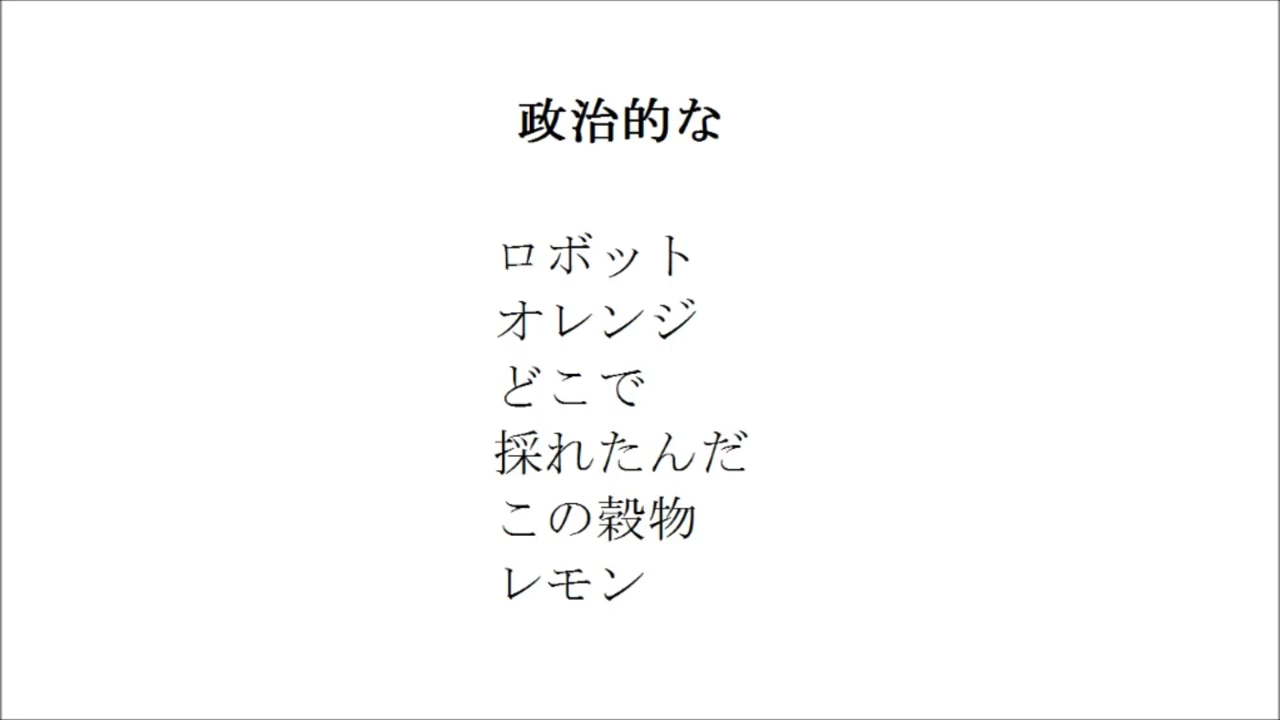 政治的な
ロボット
オレンジ
どこで
採れたんだ
この穀物
レモン